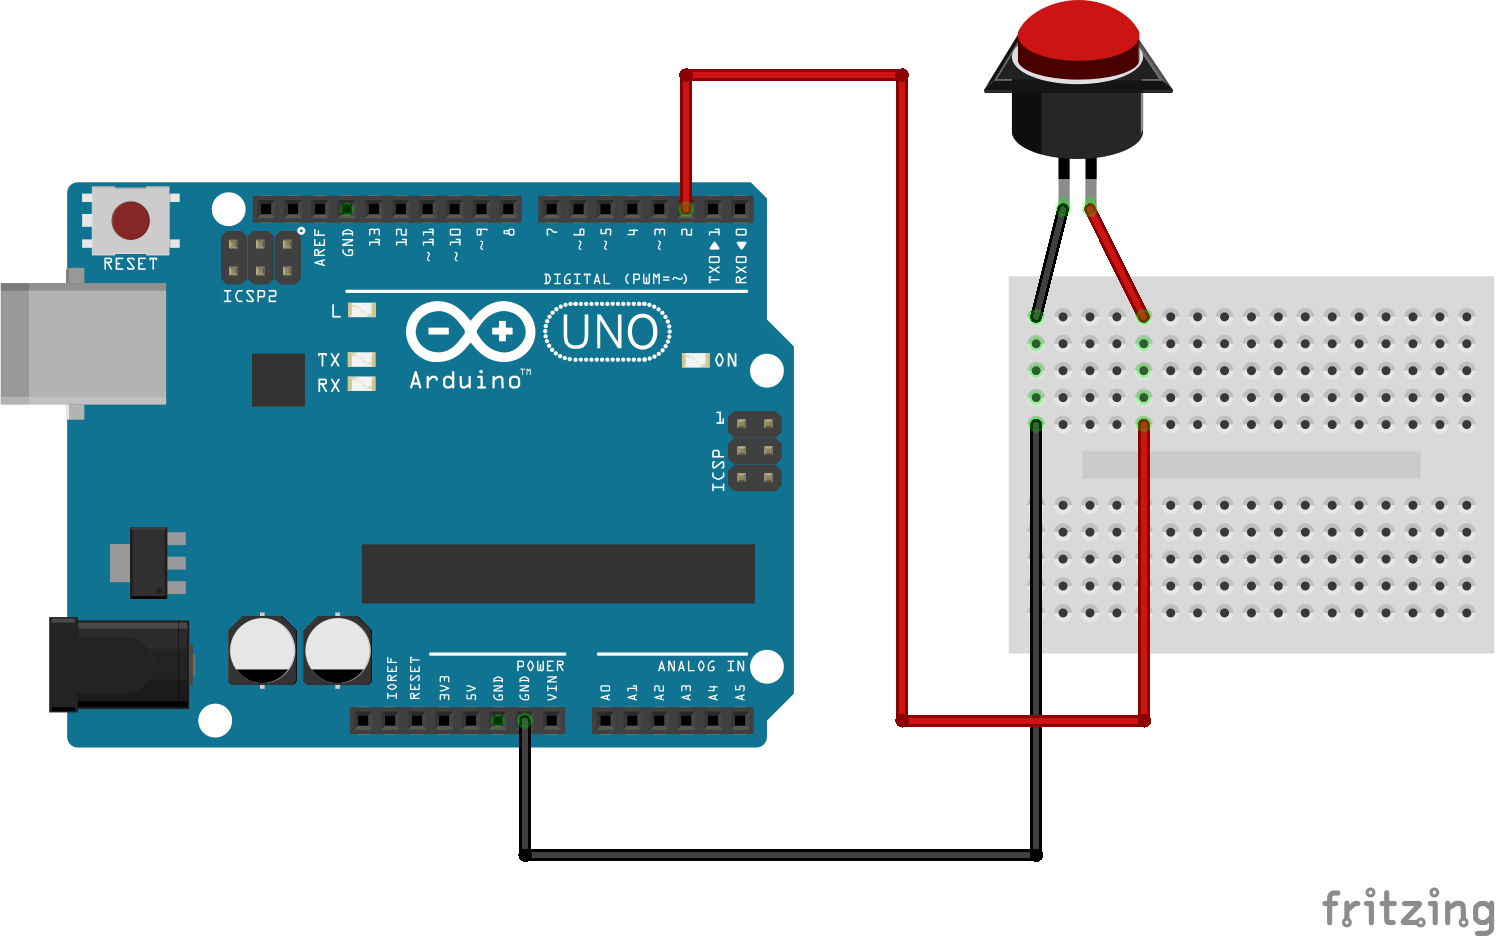 RESET
ICSP2
AREF
GND
13
12
~11
~10
~9
8
7
~6
~5
4
~3
2
TX0▶1
RX0◀0
DIGITAL (PWM=~)
L
TX
RX
UNO
Arduino™
ON
1
ICSP
POWER
ANALOG IN
IOREF
RESET
3V3
5V
GND
GND
VIN
A0
A1
A2
A3
A4
A5
fritzing